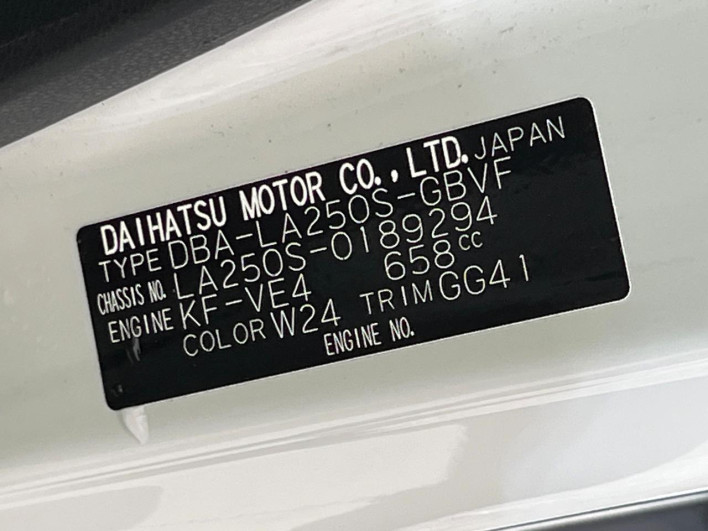 DAIHATSU MOTOR CO., LTD. JAPAN
TYPE DBA-LA250S-GBVF
CHASSIS NO. LA250S-0189294
ENGINE KF-VE4 658cc
COLOR W24 TRIM GG41
ENGINE NO.